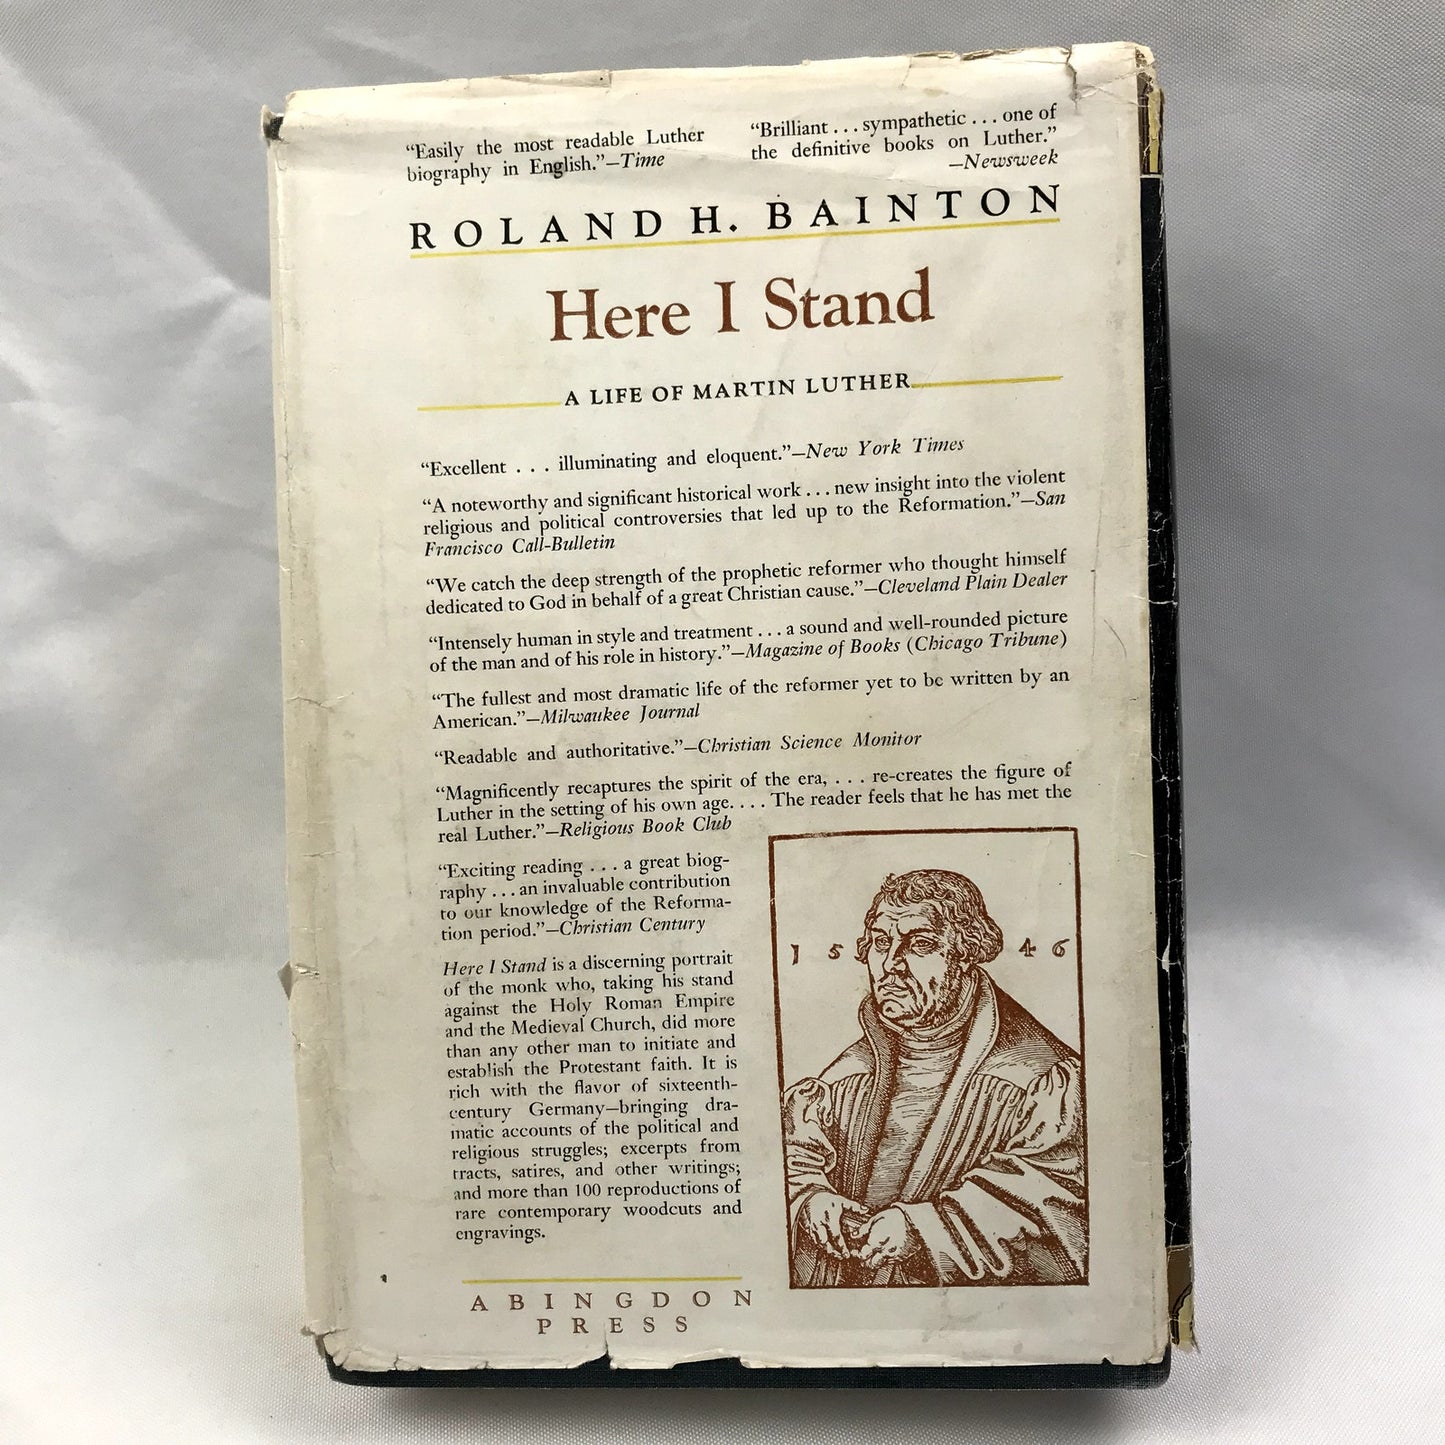 “Easily the most readable Luther
biography in English.”—Time
“Brilliant . . . sympathetic . . . one of
the definitive books on Luther.”
—Newsweek
ROLAND H. BAINTON
Here I Stand
A LIFE OF MARTIN LUTHER
“Excellent . . . illuminating and eloquent.”—New York Times
“A noteworthy and significant historical work . . . new insight into the violent
religious and political controversies that led up to the Reformation.”—San
Francisco Call-Bulletin
“We catch the deep strength of the prophetic reformer who thought himself
dedicated to God in behalf of a great Christian cause.”—Cleveland Plain Dealer
“Intensely human in style and treatment . . . a sound and well-rounded picture
of the man and of his role in history.”—Magazine of Books (Chicago Tribune)
“The fullest and most dramatic life of the reformer yet to be written by an
American.”—Milwaukee Journal
“Readable and authoritative.”—Christian Science Monitor
“Magnificently recaptures the spirit of the era, . . . re-creates the figure of
Luther in the setting of his own age. . . . The reader feels that he has met the
real Luther.”—Religious Book Club
“Exciting reading . . . a great biog-
raphy . . . an invaluable contribution
to our knowledge of the Reforma-
tion period.”—Christian Century
Here I Stand is a discerning portrait
of the monk who, taking his stand
against the Holy Roman Empire
and the Medieval Church, did more
than any other man to initiate and
establish the Protestant faith. It is
rich with the flavor of sixteenth-
century Germany—bringing dra-
matic accounts of the political and
religious struggles; excerpts from
tracts, satires, and other writings;
and more than 100 reproductions of
rare contemporary woodcuts and
engravings.
1546
ABINGDON
PRESS